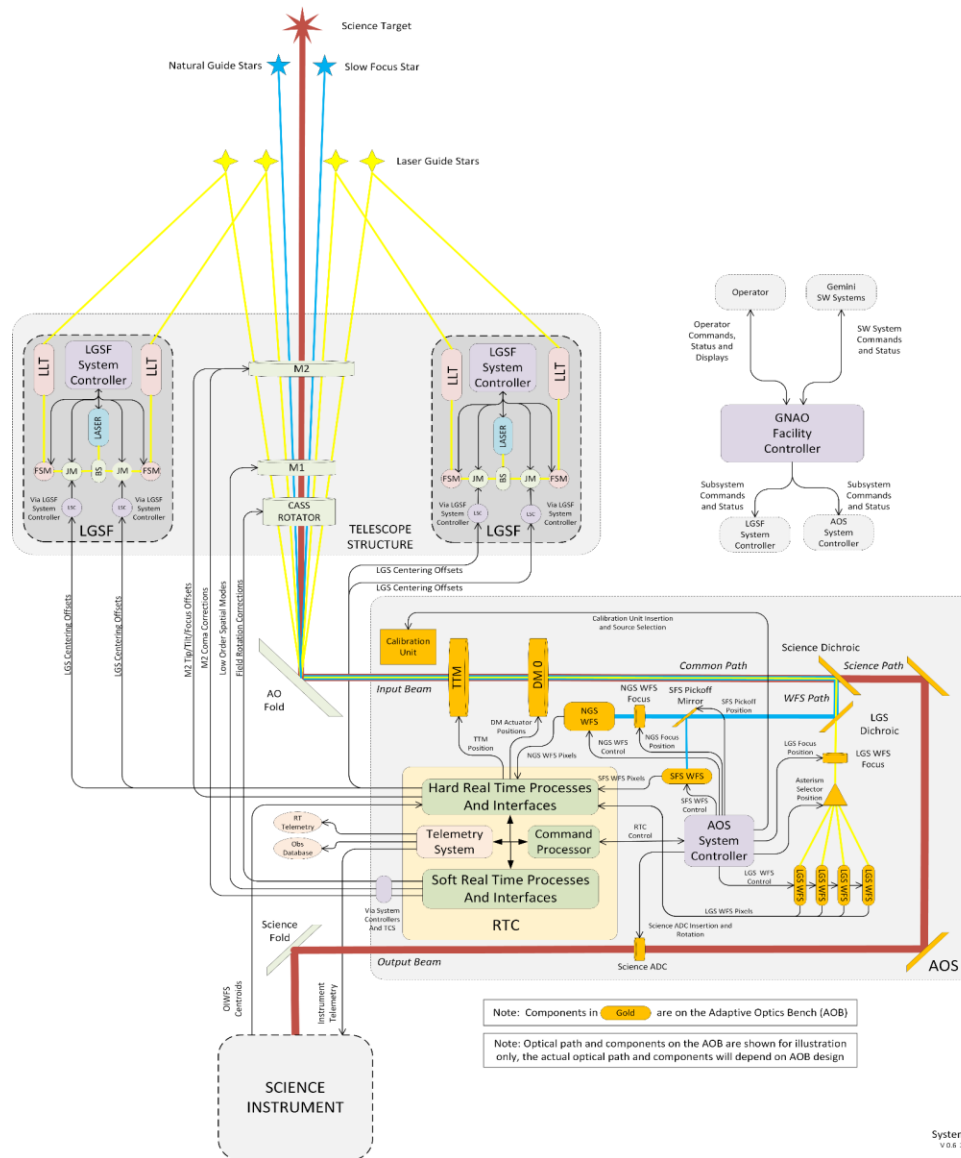 Science Target
Natural Guide Stars
Slow Focus Star
Laser Guide Stars
Operator
Gemini
SW Systems
Operator
Commands,
Status and
Displays
SW System
Commands
and Status
GNAO
Facility
Controller
Subsystem
Commands
and Status
Subsystem
Commands
and Status
LGSF
System
Controller
AOS
System
Controller
LLT
LGSF
System
Controller
LLT
LASER
FSM
JM
BS
JM
FSM
Via LGSF
System
Controller
LSC
LSC
Via LGSF
System
Controller
LGSF
M2
M1
CASS
ROTATOR
LLT
LGSF
System
Controller
LLT
LASER
FSM
JM
BS
JM
FSM
Via LGSF
System
Controller
LSC
LSC
Via LGSF
System
Controller
LGSF
TELESCOPE
STRUCTURE
LGS Centering Offsets
LGS Centering Offsets
LGS Centering Offsets
LGS Centering Offsets
M2 Tip/Tilt/Focus Offsets
M2 Coma Corrections
Low Order Spatial Modes
Field Rotation Corrections
AO
Fold
Calibration Unit Insertion
and Source Selection
Calibration
Unit
Input Beam
TTM
DM 0
Common Path
Science Dichroic
Science Path
WFS Path
NGS WFS
Focus
SFS Pickoff
Mirror
SFS Pickoff
Position
LGS
Dichroic
NGS
WFS
TTM
Position
DM Actuator
Positions
NGS WFS Pixels
NGS WFS
Control
NGS Focus
Position
LGS Focus
Position
LGS WFS
Focus
SFS WFS Pixels
SFS WFS
SFS WFS
Control
Asterism
Selector
Position
Hard Real Time Processes
And Interfaces
RT
Telemetry
Obs
Database
Telemetry
System
Command
Processor
RTC
Control
AOS
System
Controller
Soft Real Time Processes
And Interfaces
RTC
Via System
Controllers
And TCS
LGS WFS
Control
LGS WFS
LGS WFS
LGS WFS
LGS WFS
LGS WFS Pixels
Science ADC Insertion and
Rotation
Science
Fold
Output Beam
Science ADC
AOS
OIWFS
Centroids
Instrument
Telemetry
SCIENCE
INSTRUMENT
Note: Components in Gold are on the Adaptive Optics Bench (AOB)
Note: Optical path and components on the AOB are shown for illustration
only, the actual optical path and components will depend on AOB design
System
V 0.6